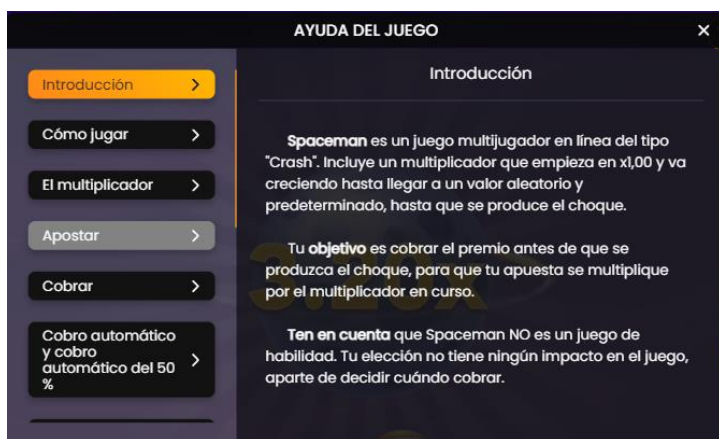 AYUDA DEL JUEGO
Introducción
Cómo jugar
El multiplicador
Apostar
Cobrar
Cobro automático
y cobro
automático del 50
%
Introducción
Spaceman es un juego multijugador en línea del tipo
"Crash". Incluye un multiplicador que empieza en x1,00 y va
creciendo hasta llegar a un valor aleatorio y
predeterminado, hasta que se produce el choque.
Tu objetivo es cobrar el premio antes de que se
produzca el choque, para que tu apuesta se multiplique
por el multiplicador en curso.
Ten en cuenta que Spaceman NO es un juego de
habilidad. Tu elección no tiene ningún impacto en el juego,
aparte de decidir cuándo cobrar.
3.20x